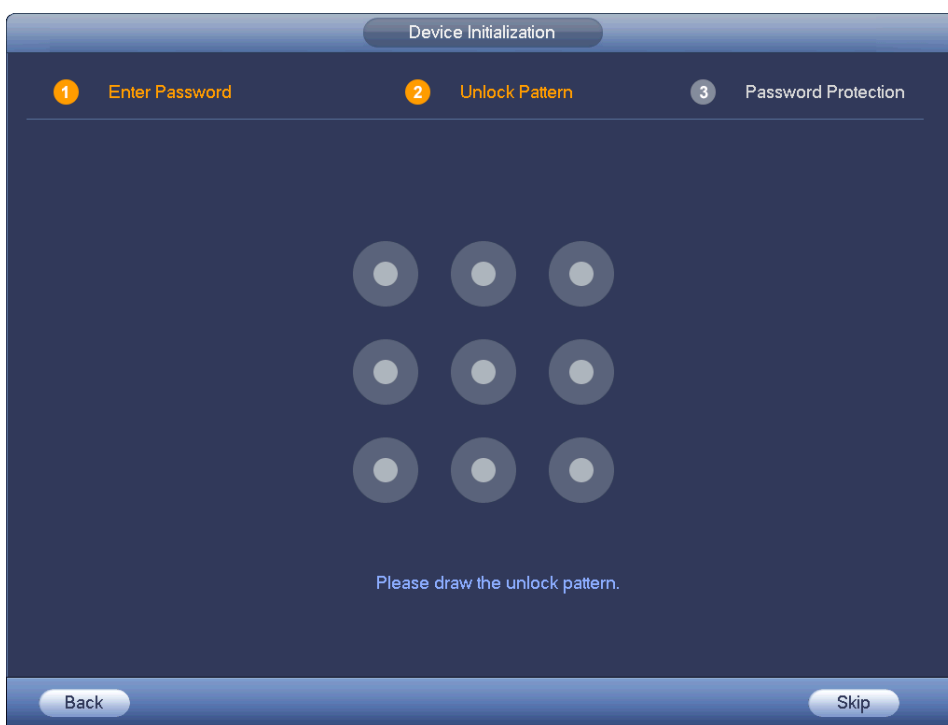 Device Initialization
1 Enter Password 2 Unlock Pattern 3 Password Protection
Please draw the unlock pattern.
Back Skip